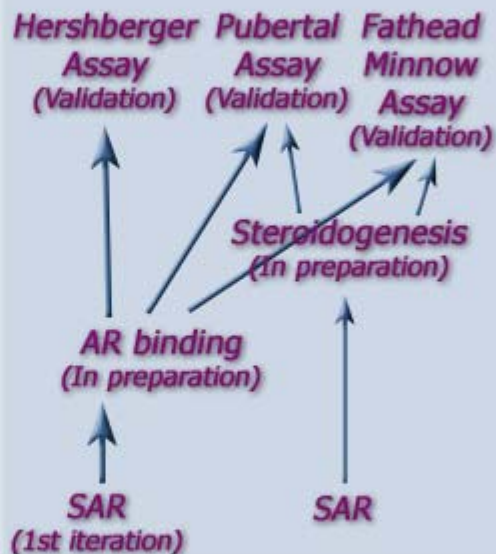 Hershberger
Assay
(Validation)
Pubertal
Assay
(Validation)
Fathead
Minnow
Assay
(Validation)
Steroidogenesis
(In preparation)
AR binding
(In preparation)
SAR
(1st iteration)
SAR